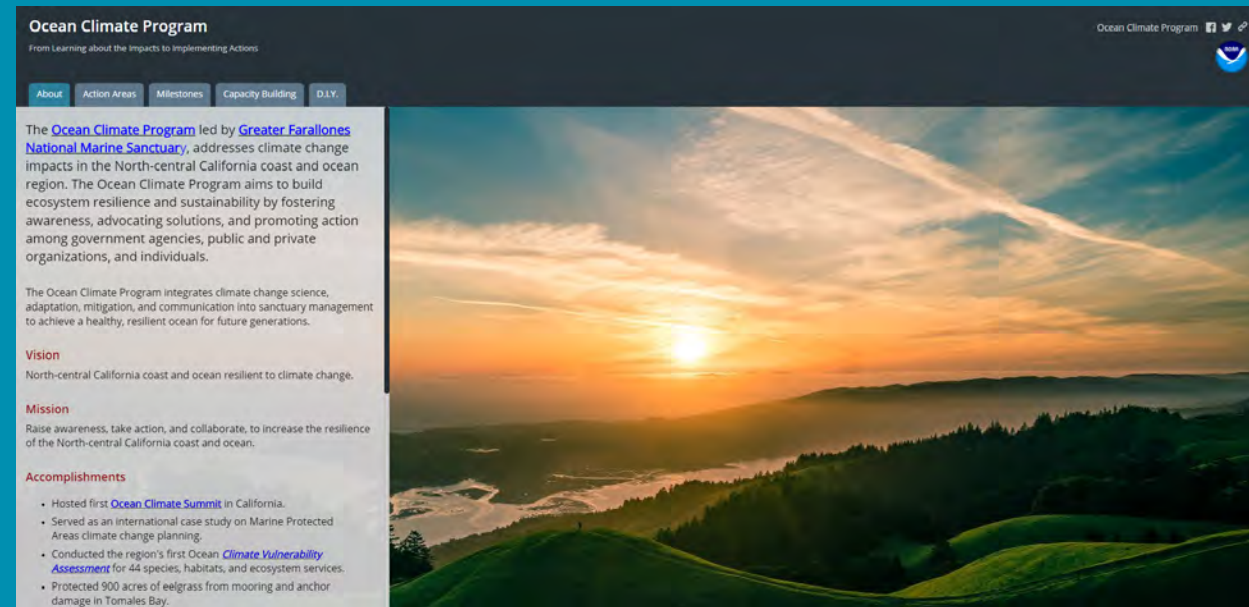 Ocean Climate Program
From Learning about the Impacts to Implementing Actions
Ocean Climate Program
NOAA
About
Action Areas
Milestones
Capacity Building
D.I.Y.
The Ocean Climate Program led by Greater Farallones
National Marine Sanctuary, addresses climate change
impacts in the North-central California coast and ocean
region. The Ocean Climate Program aims to build
ecosystem resilience and sustainability by fostering
awareness, advocating solutions, and promoting action
among government agencies, public and private
organizations, and individuals.
The Ocean Climate Program integrates climate change science,
adaptation, mitigation, and communication into sanctuary management
to achieve a healthy, resilient ocean for future generations.
Vision
North-central California coast and ocean resilient to climate change.
Mission
Raise awareness, take action, and collaborate, to increase the resilience
of the North-central California coast and ocean.
Accomplishments
• Hosted first Ocean Climate Summit in California.
• Served as an international case study on Marine Protected
Areas climate change planning.
• Conducted the region's first Ocean Climate Vulnerability
Assessment for 44 species, habitats, and ecosystem services.
• Protected 900 acres of eelgrass from mooring and anchor
damage in Tomales Bay.